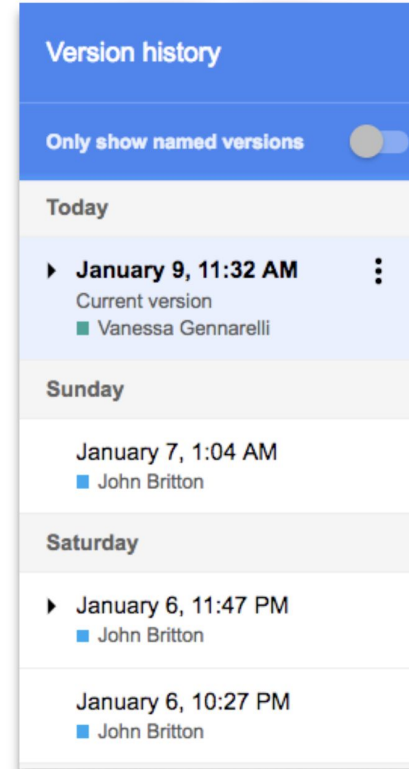 Version history
Only show named versions
Today
January 9, 11:32 AM
Current version
Vanessa Gennarelli
Sunday
January 7, 1:04 AM
John Britton
Saturday
January 6, 11:47 PM
John Britton
January 6, 10:27 PM
John Britton